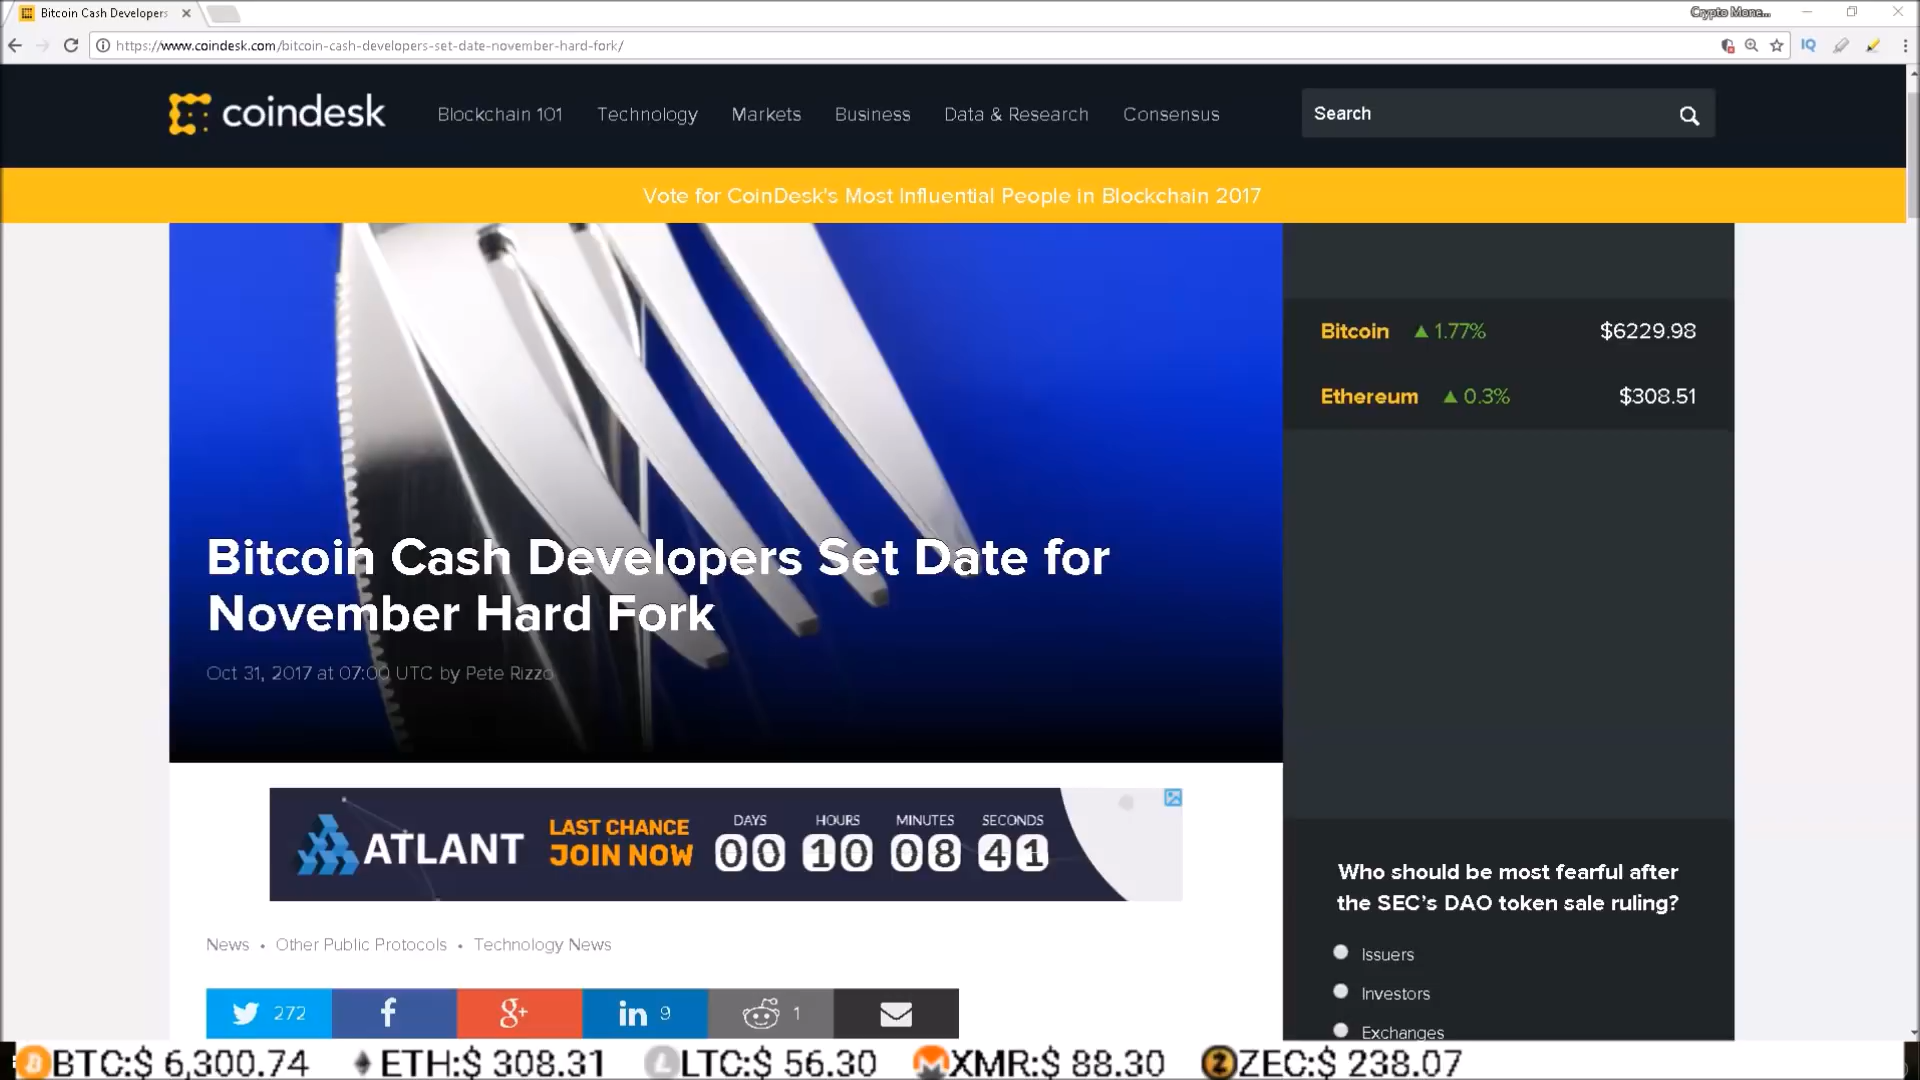 Bitcoin Cash Developers
Crypto Mone...
https://www.coindesk.com/bitcoin-cash-developers-set-date-november-hard-fork/
IQ
coindesk
Blockchain 101 Technology Markets Business Data & Research Consensus
Search
Vote for CoinDesk's Most Influential People in Blockchain 2017
Bitcoin ▲ 1.77% $6229.98
Ethereum ▲ 0.3% $308.51
Bitcoin Cash Developers Set Date for
November Hard Fork
Oct 31, 2017 at 07:00 UTC by Pete Rizzo
ATLANT
LAST CHANCE
JOIN NOW
DAYS HOURS MINUTES SECONDS
00 10 08 41
Who should be most fearful after
the SEC's DAO token sale ruling?
Issuers
Investors
Exchanges
News • Other Public Protocols • Technology News
272
f
g+
in 9
1
BTC:$ 6,300.74 ETH:$ 308.31 LTC:$ 56.30 XMR:$ 88.30 ZEC:$ 238.07